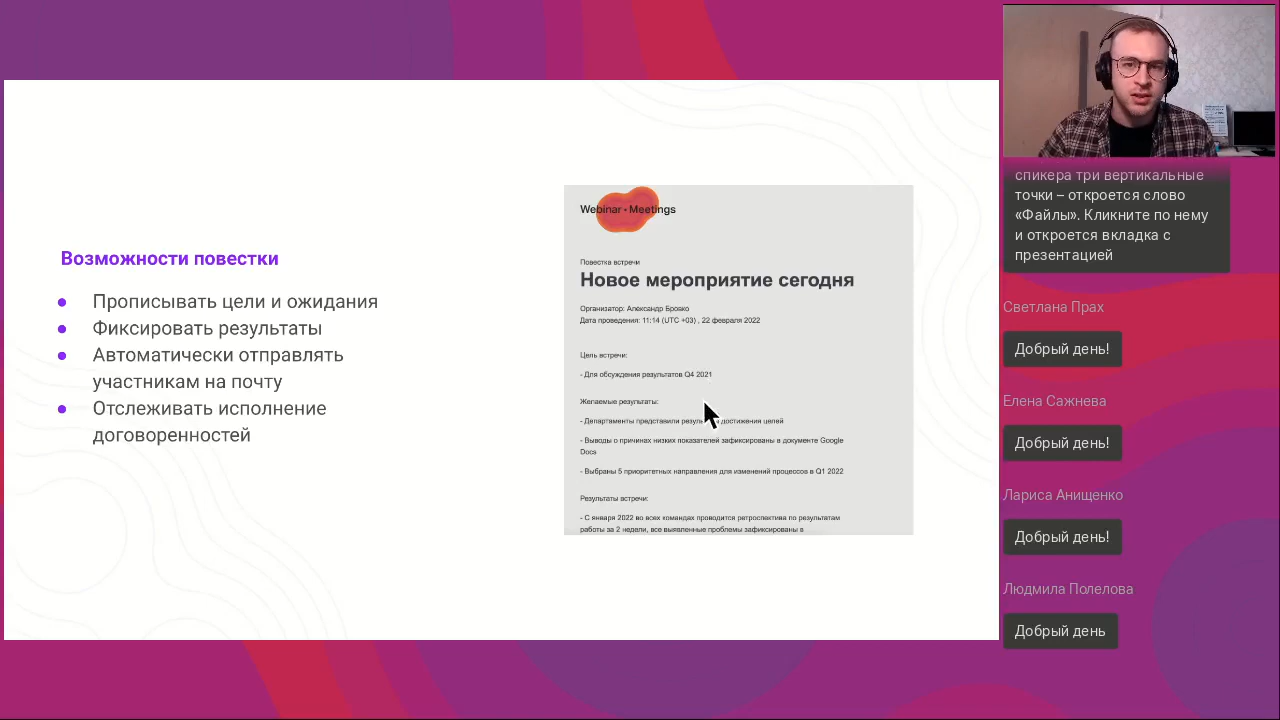 Возможности повестки
Прописывать цели и ожидания
Фиксировать результаты
Автоматически отправлять
участникам на почту
Отслеживать исполнение
договоренностей
Webinar • Meetings
Повестка встречи
Новое мероприятие сегодня
Организатор: Александр Бровко
Дата проведения: 11:14 (UTC +03) , 22 февраля 2022
Цель встречи:
- Для обсуждения результатов Q4 2021
Желаемые результаты:
- Департаменты представили достижения целей
- Выводы о причинах низких показателей зафиксированы в документе Google
Docs
- Выбраны 5 приоритетных направления для изменений процессов в Q1 2022
Результаты встречи:
- С января 2022 во всех командах проводится ретроспектива по результатам
работы за 2 недели, все выявленные проблемы зафиксированы в
спикера три вертикальные
точки – откроется слово
«Файлы». Кликните по нему
и откроется вкладка с
презентацией
Светлана Прах
Добрый день!
Елена Сажнева
Добрый день!
Лариса Анищенко
Добрый день!
Людмила Полелова
Добрый день